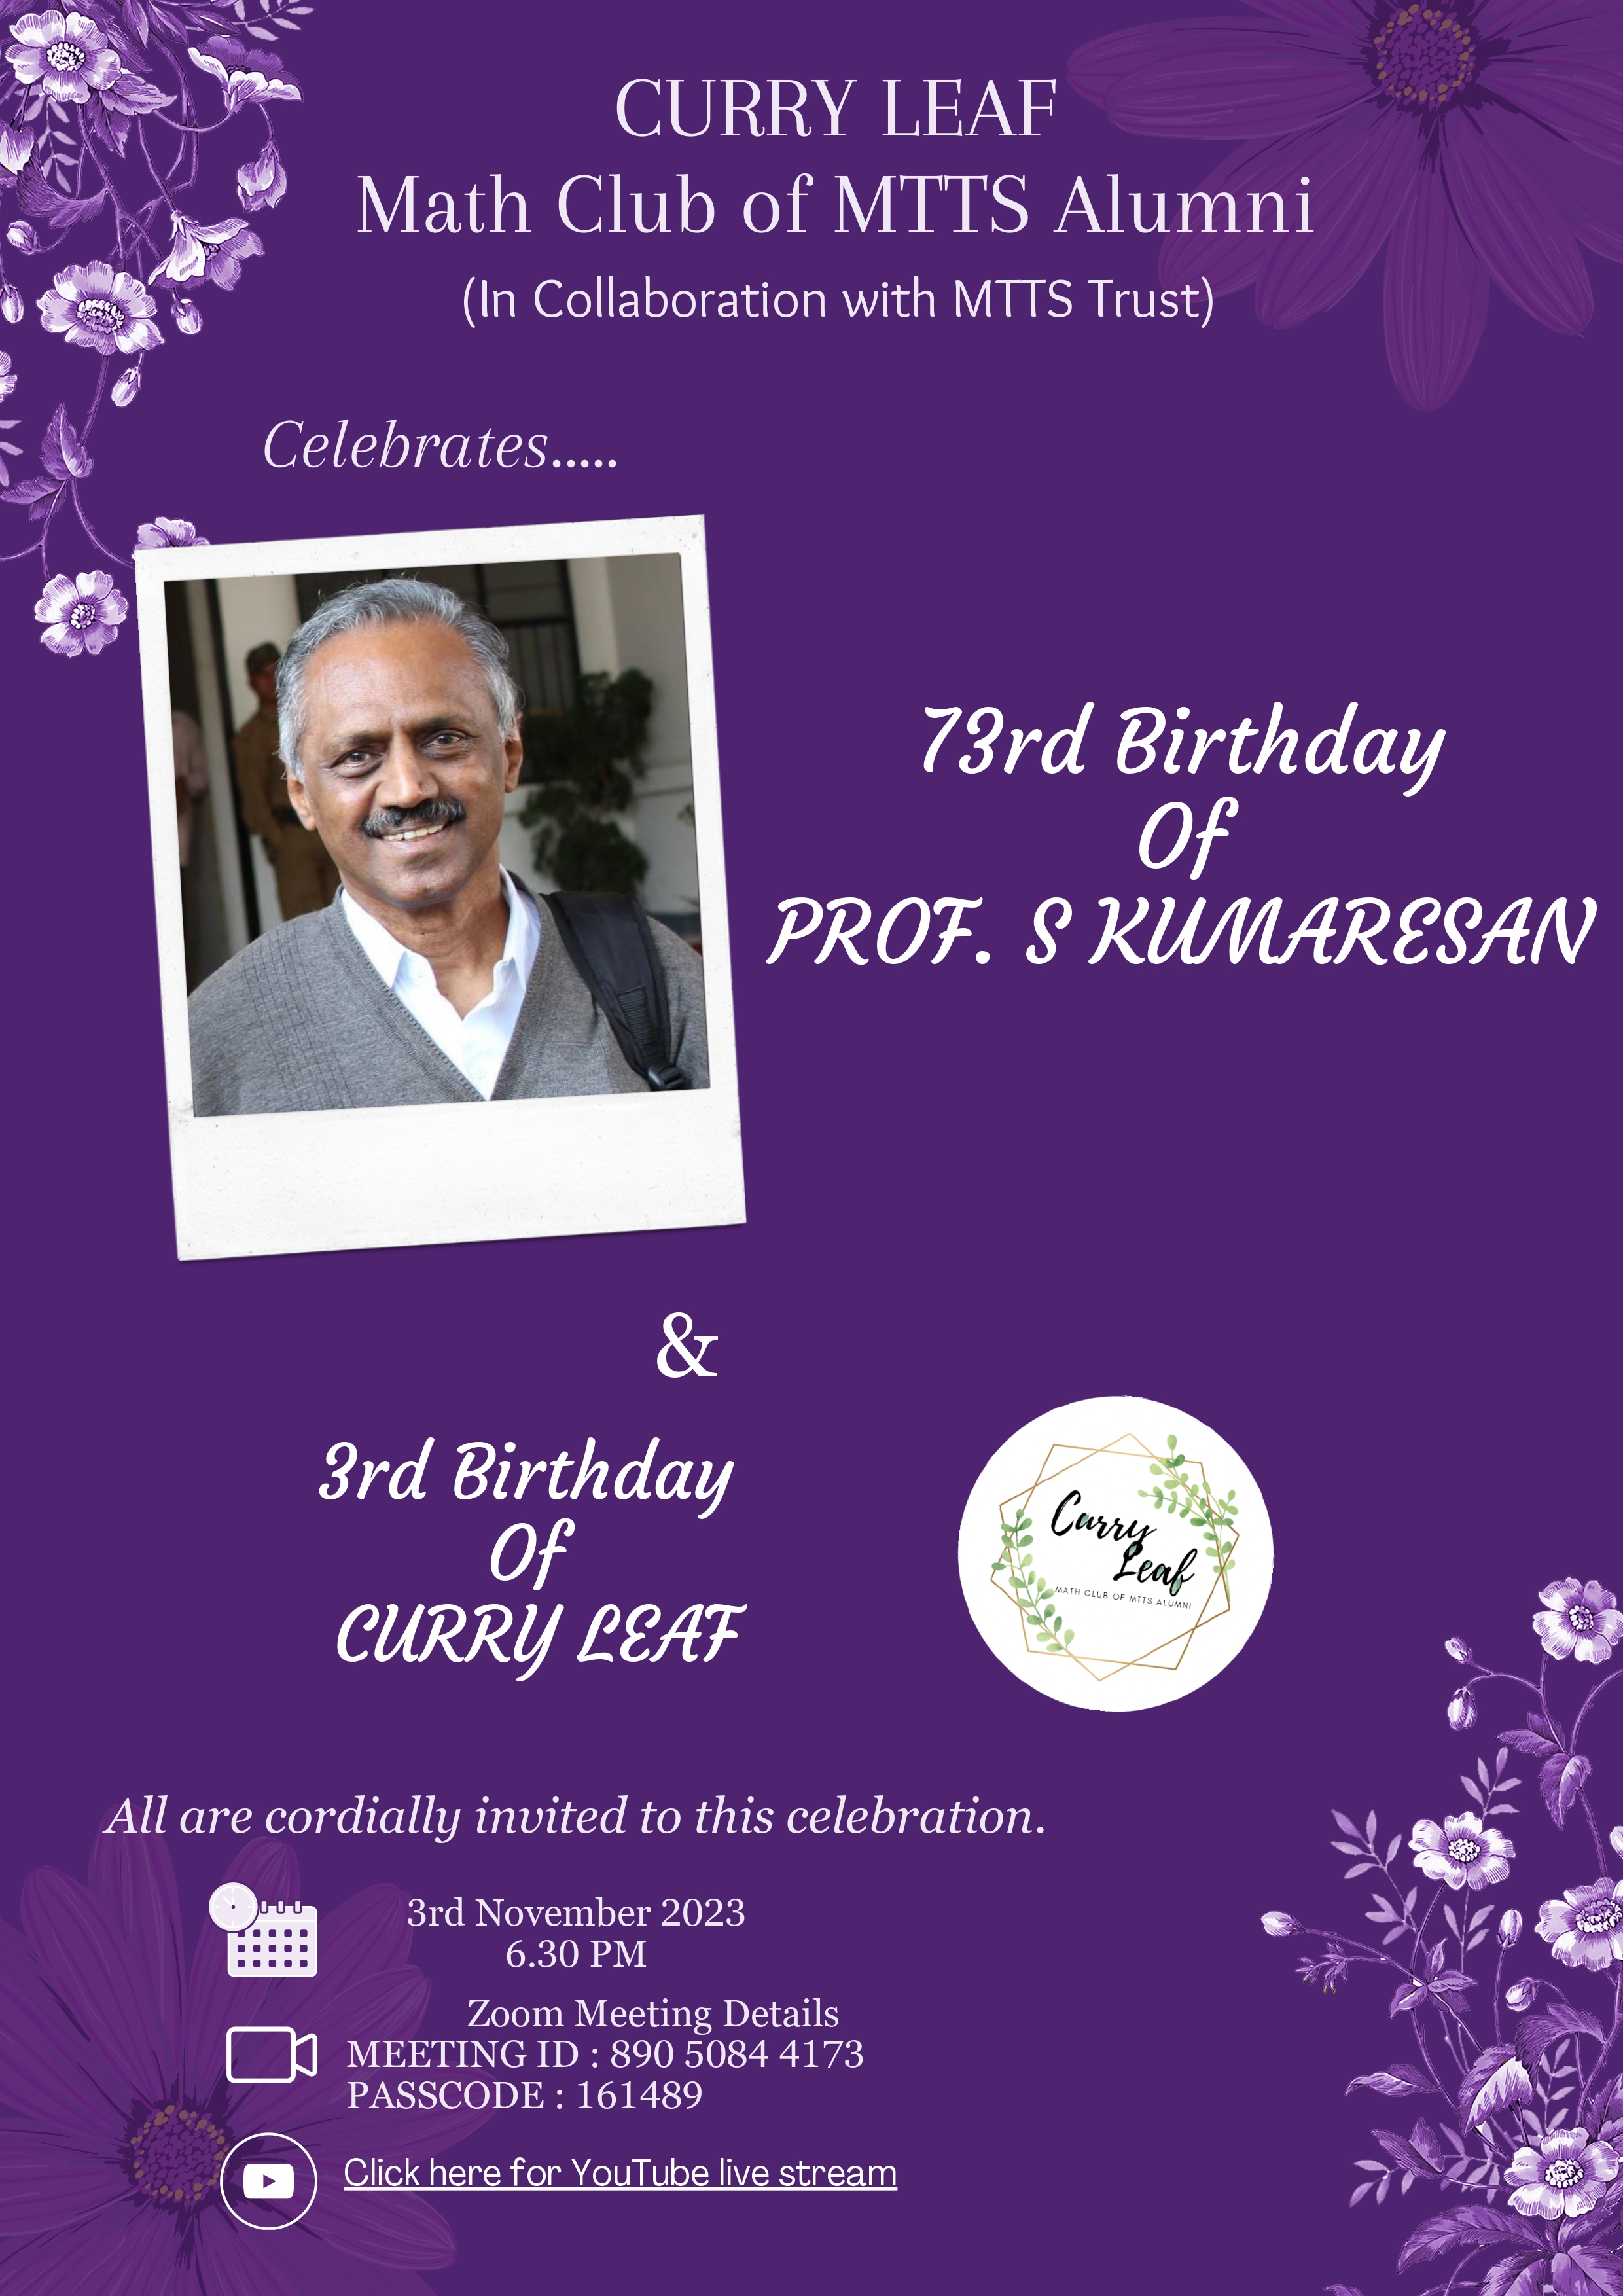 CURRY LEAF
Math Club of MTTS Alumni
(In Collaboration with MTTS Trust)
Celebrates.....
73rd Birthday
Of
PROF. S KUMARESAN
&
3rd Birthday
Of
CURRY LEAF
Curry
Leaf
MATH CLUB OF MTTS ALUMNI
All are cordially invited to this celebration.
3rd November 2023
6.30 PM
Zoom Meeting Details
MEETING ID : 890 5084 4173
PASSCODE : 161489
Click here for YouTube live stream